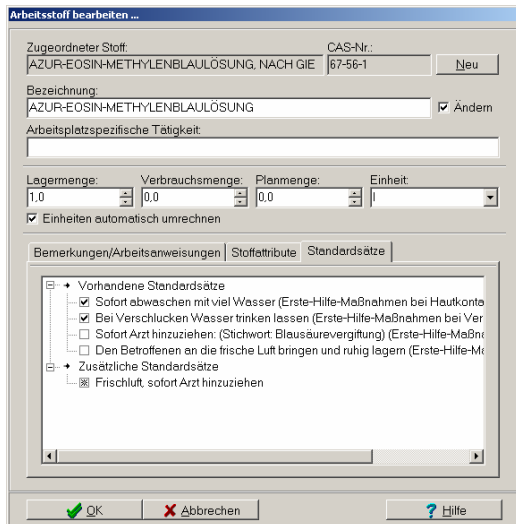 Arbeitsstoff bearbeiten ...
Zugeordneter Stoff: CAS-Nr.:
AZUR-EOSIN-METHYLENBLAULÖSUNG, NACH GIE 67-56-1 Neu
Bezeichnung:
AZUR-EOSIN-METHYLENBLAULÖSUNG Ändern
Arbeitsplatzspezifische Tätigkeit:
Lagermenge: Verbrauchsmenge: Planmenge: Einheit:
1,0 0,0 0,0 l
Einheiten automatisch umrechnen
Bemerkungen/Arbeitsanweisungen Stoffattribute Standardsätze
Vorhandene Standardsätze
Sofort abwaschen mit viel Wasser (Erste-Hilfe-Maßnahmen bei Hautkonta
Bei Verschlucken Wasser trinken lassen (Erste-Hilfe-Maßnahmen bei Ver
Sofort Arzt hinzuziehen: (Stichwort: Blausäurevergiftung) (Erste-Hilfe-Maßn
Den Betroffenen an die frische Luft bringen und ruhig lagern (Erste-Hilfe-M
Zusätzliche Standardsätze
Frischluft, sofort Arzt hinzuziehen
OK Abbrechen ? Hilfe